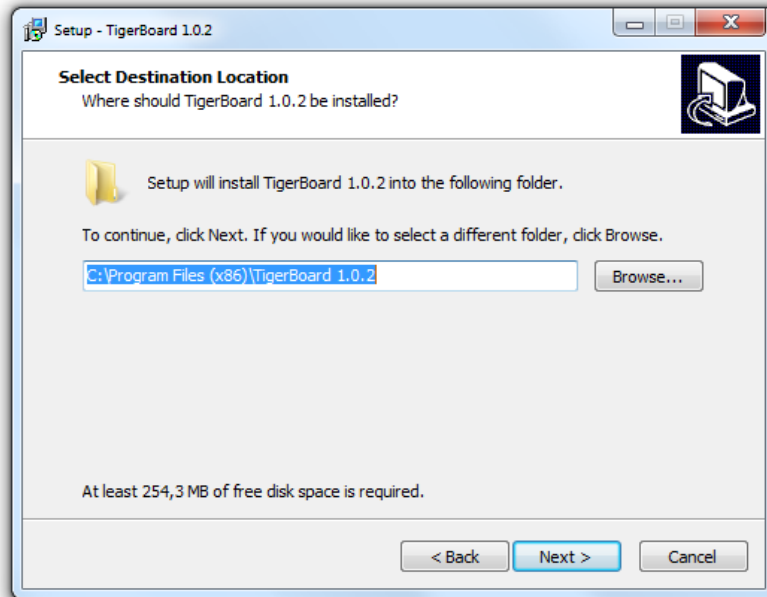 Setup - TigerBoard 1.0.2
Select Destination Location
Where should TigerBoard 1.0.2 be installed?
Setup will install TigerBoard 1.0.2 into the following folder.
To continue, click Next. If you would like to select a different folder, click Browse.
C:\Program Files (x86)\TigerBoard 1.0.2
Browse...
At least 254,3 MB of free disk space is required.
< Back
Next >
Cancel